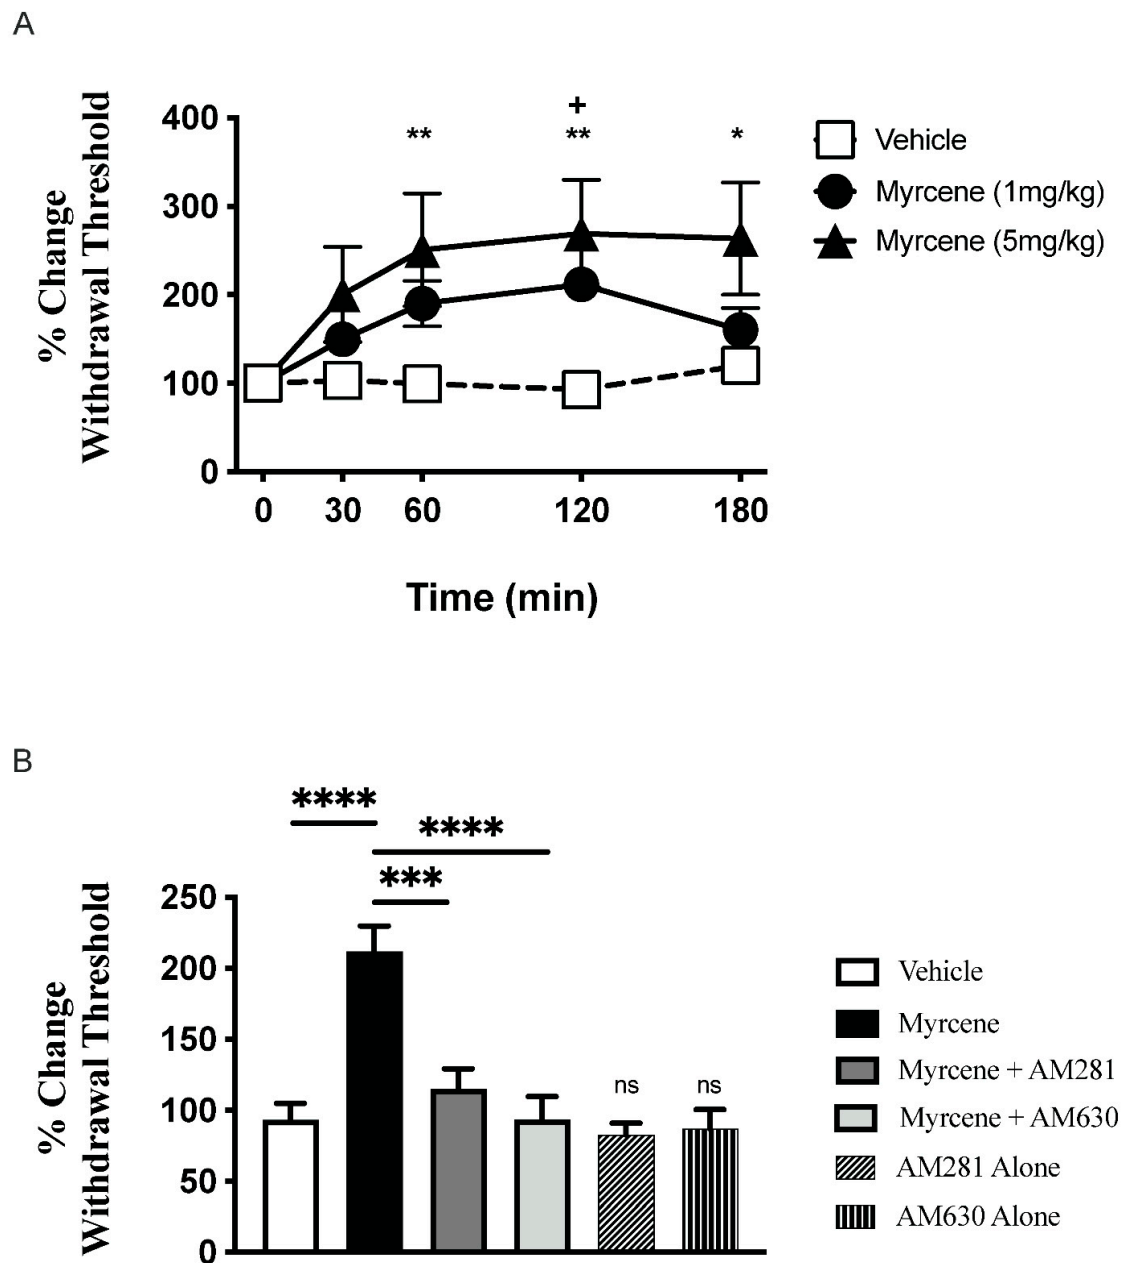 A
% Change
Withdrawal Threshold
400
300
200
100
0
+
** ** *
0 30 60 120 180
Time (min)
Vehicle
Myrcene (1mg/kg)
Myrcene (5mg/kg)
B
% Change
Withdrawal Threshold
****
****
***
250
200
150
100
50
0
ns ns
Vehicle
Myrcene
Myrcene + AM281
Myrcene + AM630
AM281 Alone
AM630 Alone